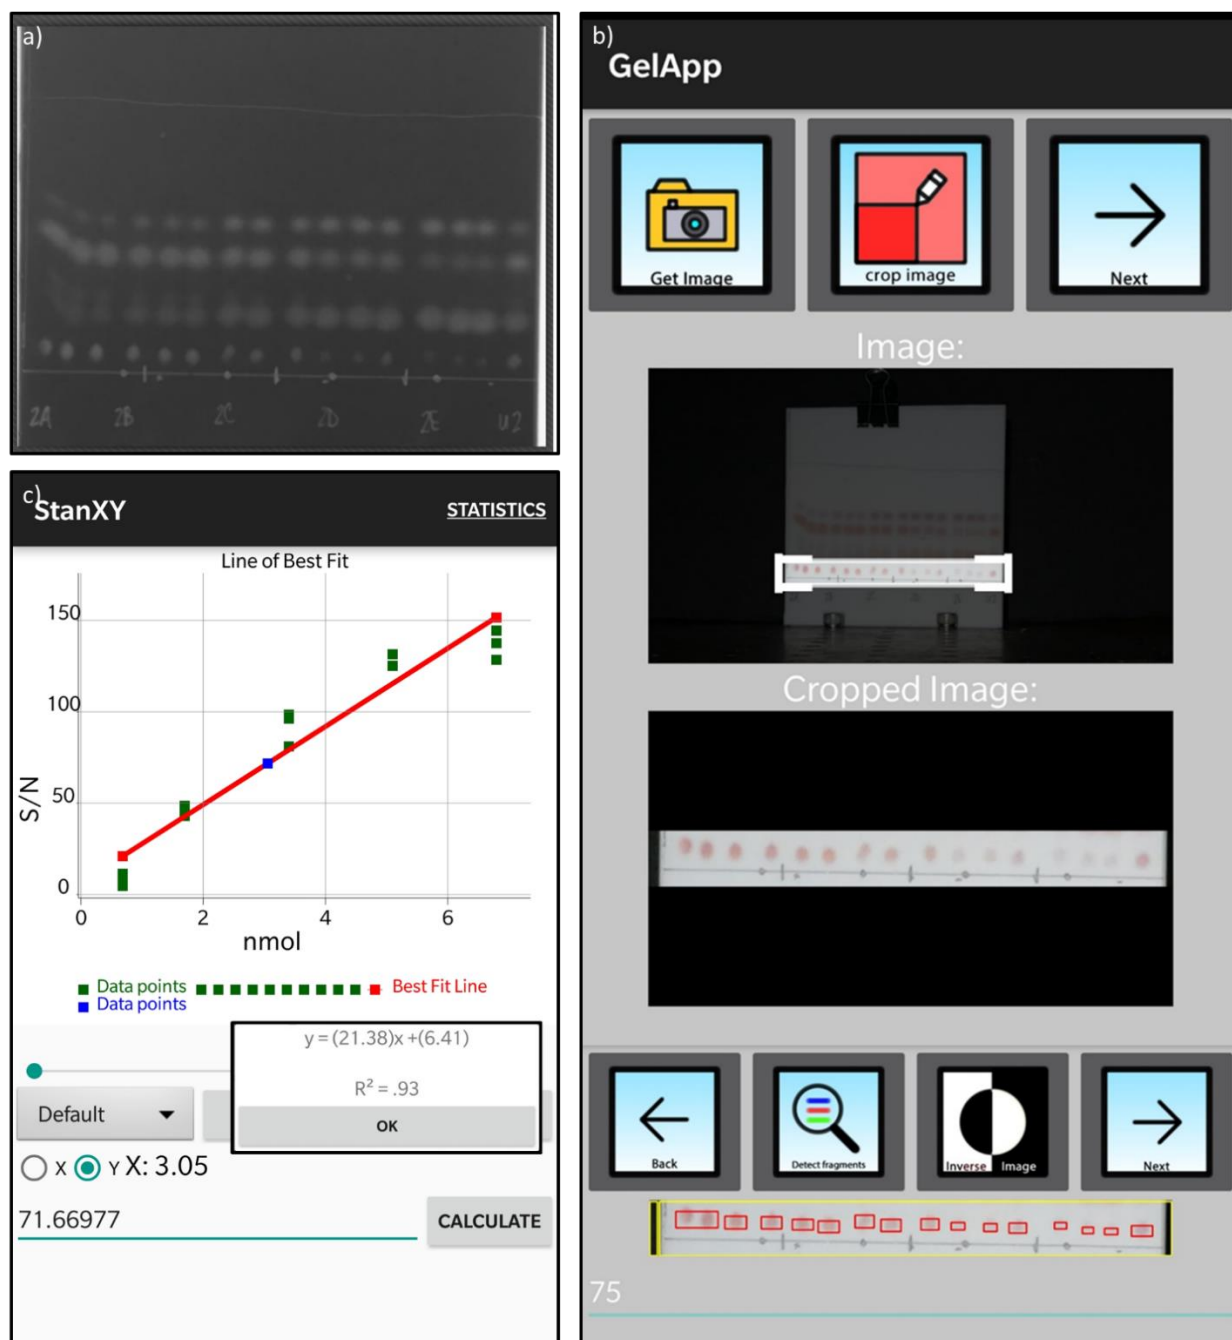 a)
2A 2B 2C 2D 2E U2
c)
StanXY
STATISTICS
Line of Best Fit
150
100
50
0
S/N
0 2 4 6
nmol
Data points
Best Fit Line
Data points
y = (21.38)x +(6.41)
R² = .93
OK
Default
X Y X: 3.05
71.66977
CALCULATE
b)
GelApp
Get Image
crop image
Next
Image:
Cropped Image:
Back
Detect fragments
Inverse Image
Next
75